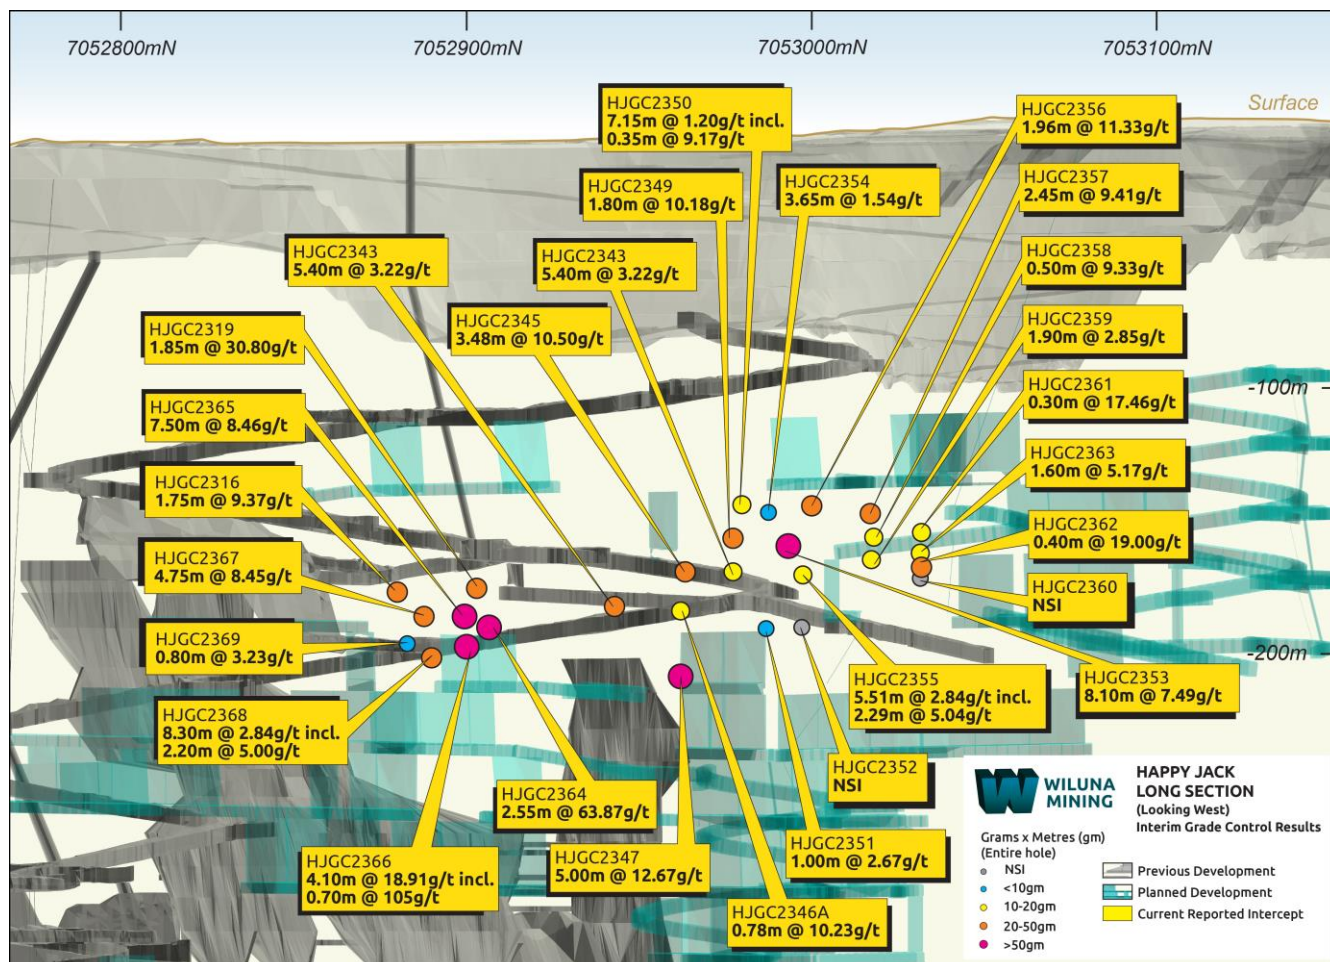 7052800mN
7052900mN
7053000mN
7053100mN
Surface
HJGC2350
7.15m @ 1.20g/t incl.
0.35m @ 9.17g/t
HJGC2356
1.96m @ 11.33g/t
HJGC2349
1.80m @ 10.18g/t
HJGC2354
3.65m @ 1.54g/t
HJGC2357
2.45m @ 9.41g/t
HJGC2343
5.40m @ 3.22g/t
HJGC2343
5.40m @ 3.22g/t
HJGC2358
0.50m @ 9.33g/t
HJGC2319
1.85m @ 30.80g/t
HJGC2345
3.48m @ 10.50g/t
HJGC2359
1.90m @ 2.85g/t
HJGC2365
7.50m @ 8.46g/t
HJGC2361
0.30m @ 17.46g/t
-100m
HJGC2316
1.75m @ 9.37g/t
HJGC2363
1.60m @ 5.17g/t
HJGC2367
4.75m @ 8.45g/t
HJGC2362
0.40m @ 19.00g/t
HJGC2360
NSI
HJGC2369
0.80m @ 3.23g/t
-200m
HJGC2368
8.30m @ 2.84g/t incl.
2.20m @ 5.00g/t
HJGC2355
5.51m @ 2.84g/t incl.
2.29m @ 5.04g/t
HJGC2353
8.10m @ 7.49g/t
HJGC2364
2.55m @ 63.87g/t
HJGC2352
NSI
HJGC2366
4.10m @ 18.91g/t incl.
0.70m @ 105g/t
HJGC2347
5.00m @ 12.67g/t
HJGC2351
1.00m @ 2.67g/t
HJGC2346A
0.78m @ 10.23g/t
WILUNA
MINING
HAPPY JACK
LONG SECTION
(Looking West)
Interim Grade Control Results
Grams x Metres (gm)
(Entire hole)
NSI
<10gm
10-20gm
20-50gm
>50gm
Previous Development
Planned Development
Current Reported Intercept